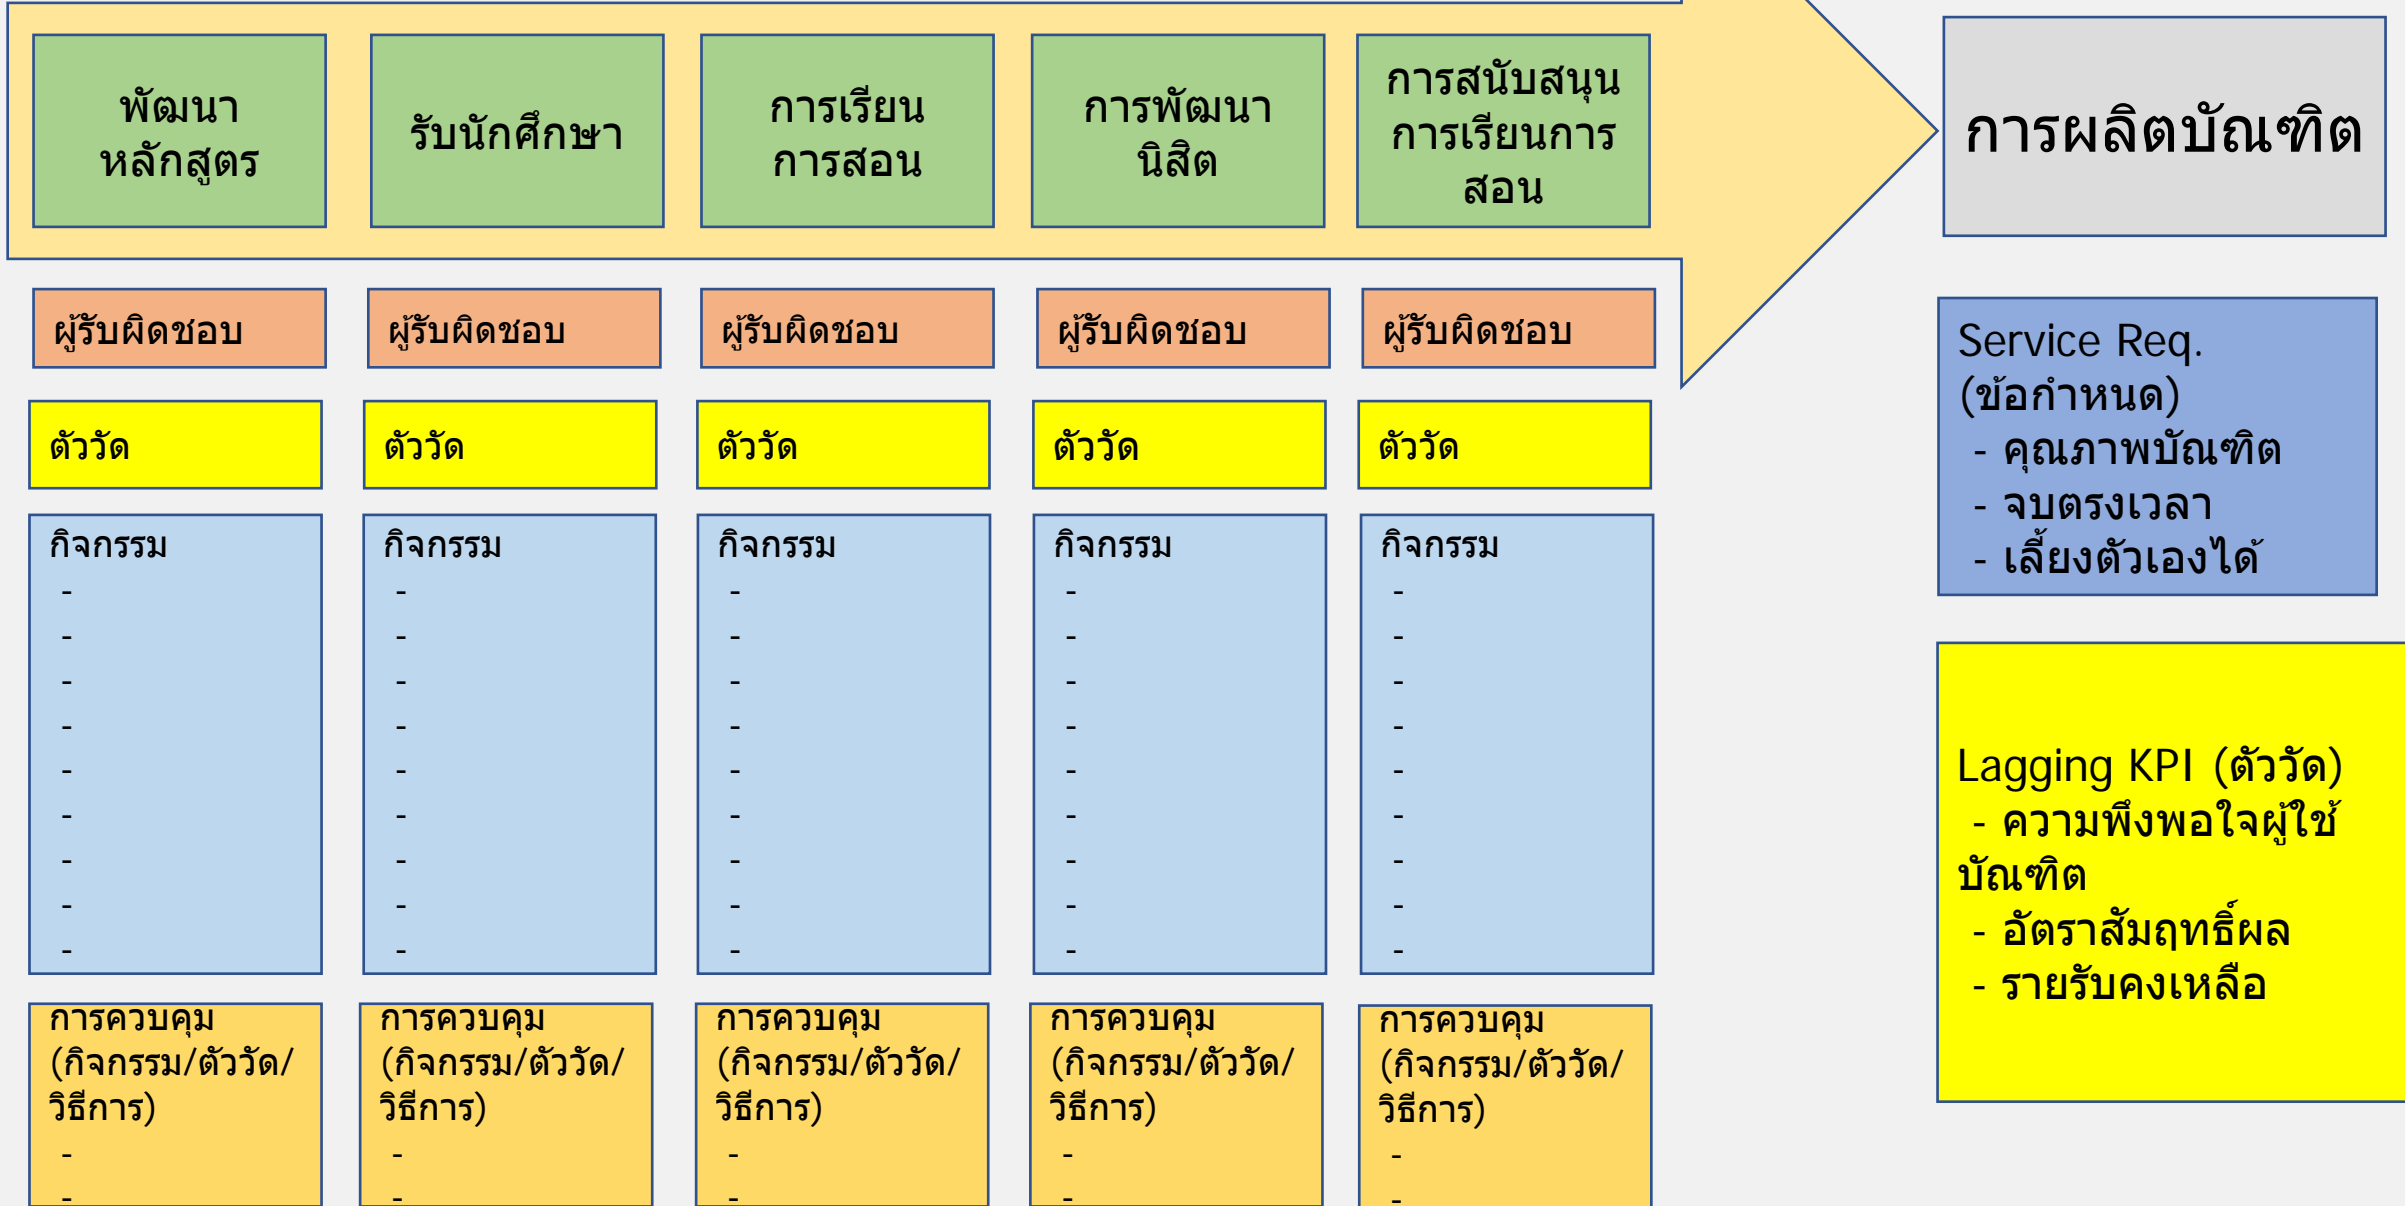 พัฒนา
หลักสูตร
รับนักศึกษา
การเรียน
การสอน
การพัฒนา
นิสิต
การสนับสนุน
การเรียนการ
สอน
การผลิตบัณฑิต
ผู้รับผิดชอบ
ผู้รับผิดชอบ
ผู้รับผิดชอบ
ผู้รับผิดชอบ
ผู้รับผิดชอบ
ตัววัด
ตัววัด
ตัววัด
ตัววัด
ตัววัด
กิจกรรม
-
-
-
-
-
-
-
-
-
กิจกรรม
-
-
-
-
-
-
-
-
-
กิจกรรม
-
-
-
-
-
-
-
-
-
กิจกรรม
-
-
-
-
-
-
-
-
-
กิจกรรม
-
-
-
-
-
-
-
-
-
การควบคุม
(กิจกรรม/ตัววัด/
วิธีการ)
-
-
การควบคุม
(กิจกรรม/ตัววัด/
วิธีการ)
-
-
การควบคุม
(กิจกรรม/ตัววัด/
วิธีการ)
-
-
การควบคุม
(กิจกรรม/ตัววัด/
วิธีการ)
-
-
การควบคุม
(กิจกรรม/ตัววัด/
วิธีการ)
-
-
Service Req.
(ข้อกำหนด)
- คุณภาพบัณฑิต
- จบตรงเวลา
- เลี้ยงตัวเองได้
Lagging KPI (ตัววัด)
- ความพึงพอใจผู้ใช้
บัณฑิต
- อัตราสัมฤทธิ์ผล
- รายรับคงเหลือ